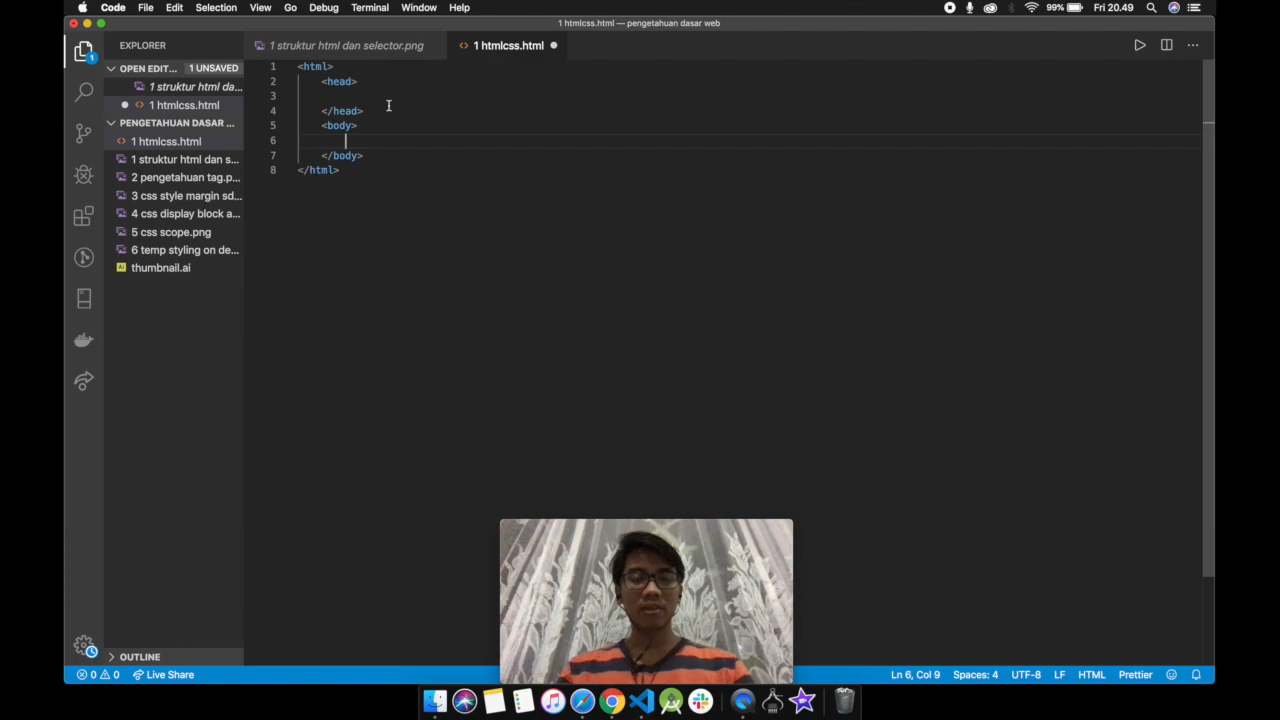 Code File Edit Selection View Go Debug Terminal Window Help 99% Fri 20.49
1 htmlcss.html — pengetahuan dasar web
EXPLORER
1 struktur html dan selector.png
1 htmlcss.html
OPEN EDIT... 1 UNSAVED
1 struktur html da...
1 htmlcss.html
PENGETAHUAN DASAR ...
1 htmlcss.html
1 struktur html dan s...
2 pengetahuan tag.p...
3 css style margin sd...
4 css display block a...
5 css scope.png
6 temp styling on de...
Ai thumbnail.ai
1 <html>
2 <head>
3
4 </head>
5 <body>
6
7 </body>
8 </html>
1
OUTLINE
0 0 Live Share Ln 6, Col 9 Spaces: 4 UTF-8 LF HTML Prettier